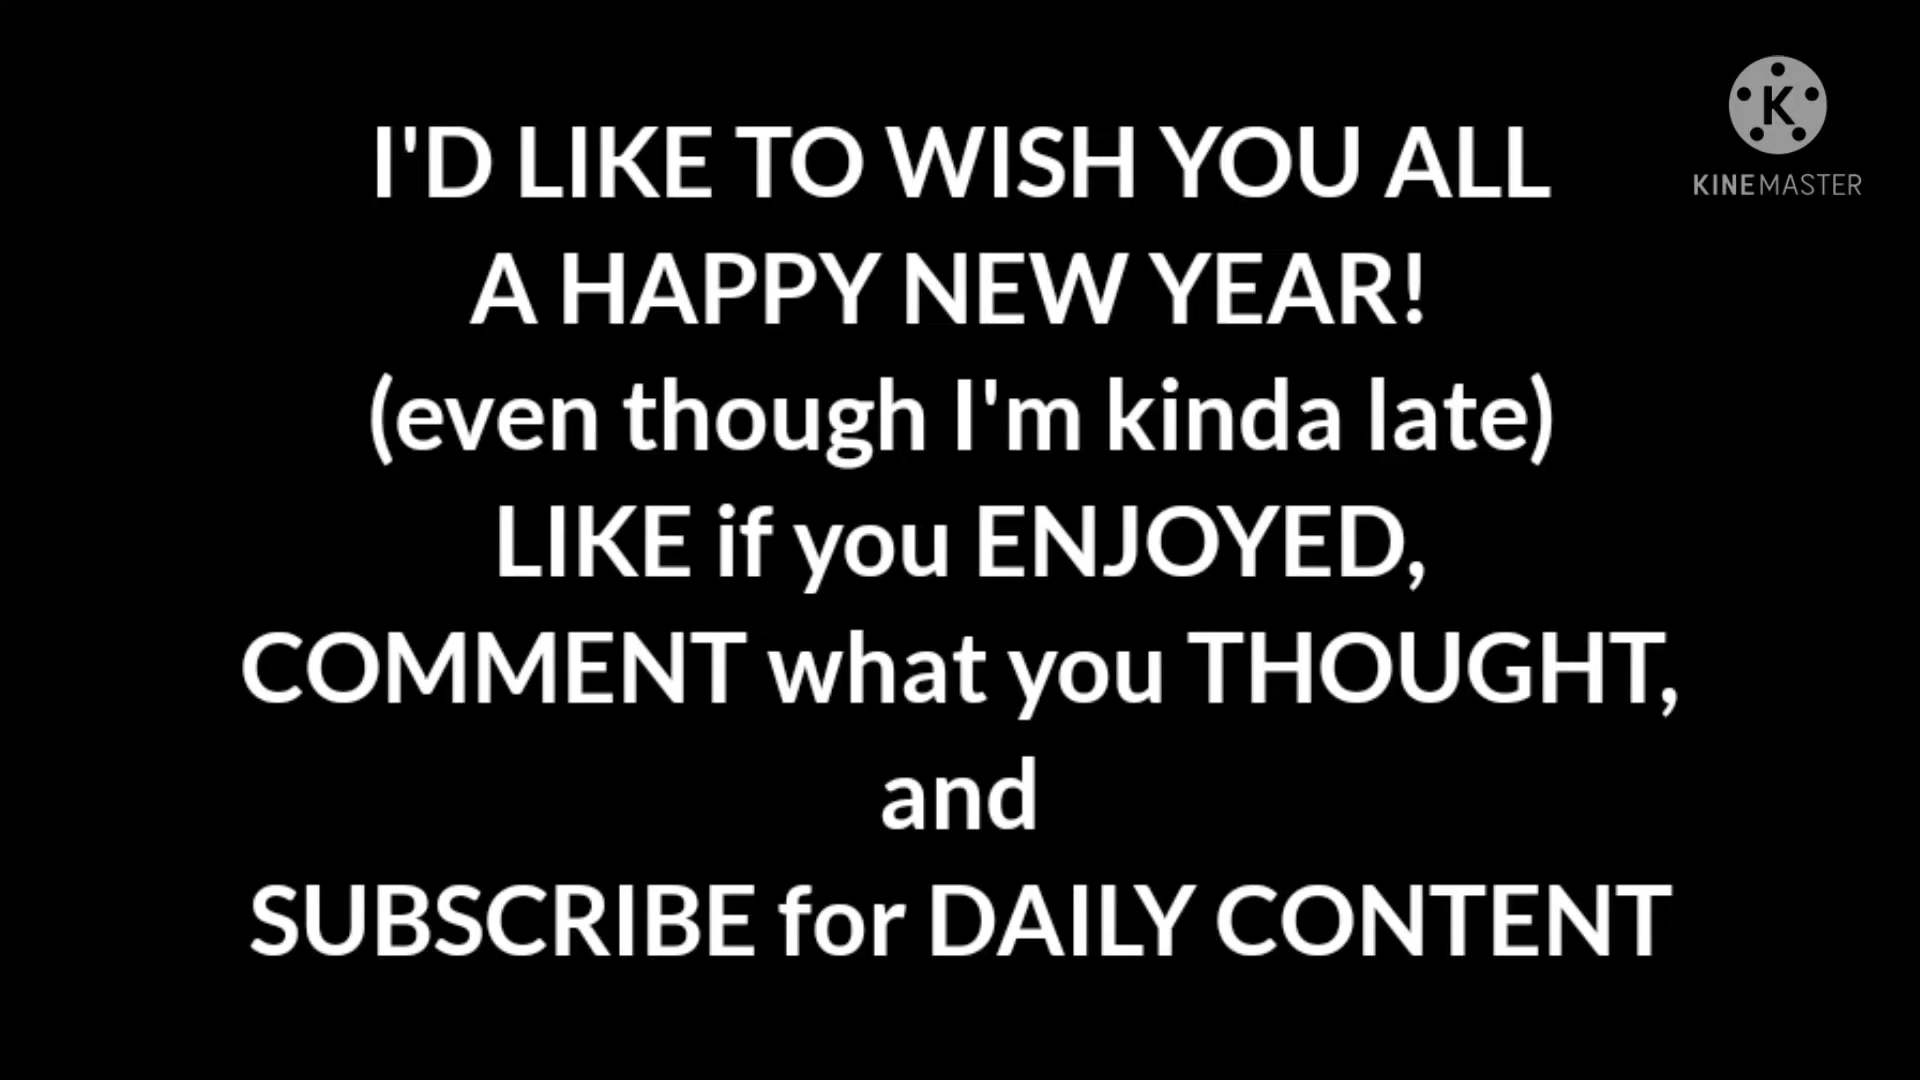 I'D LIKE TO WISH YOU ALL
A HAPPY NEW YEAR!
(even though I'm kinda late)
LIKE if you ENJOYED,
COMMENT what you THOUGHT,
and
SUBSCRIBE for DAILY CONTENT
K
KINEMASTER